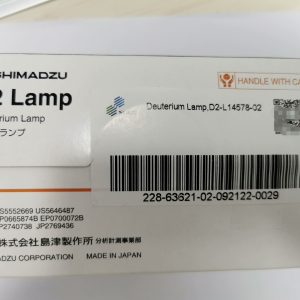 SHIMADZU
2 Lamp
erium Lamp
ランプ
HANDLE WITH CA
Deuterium Lamp,D2-L14578-02
228-63621-02-092122-0029
S5552669 US5646487
P0665874B EP0700072B
P2740738 JP2769436
株式会社 島津製作所 分析計測事業部
MADZU CORPORATION MADE IN JAPAN